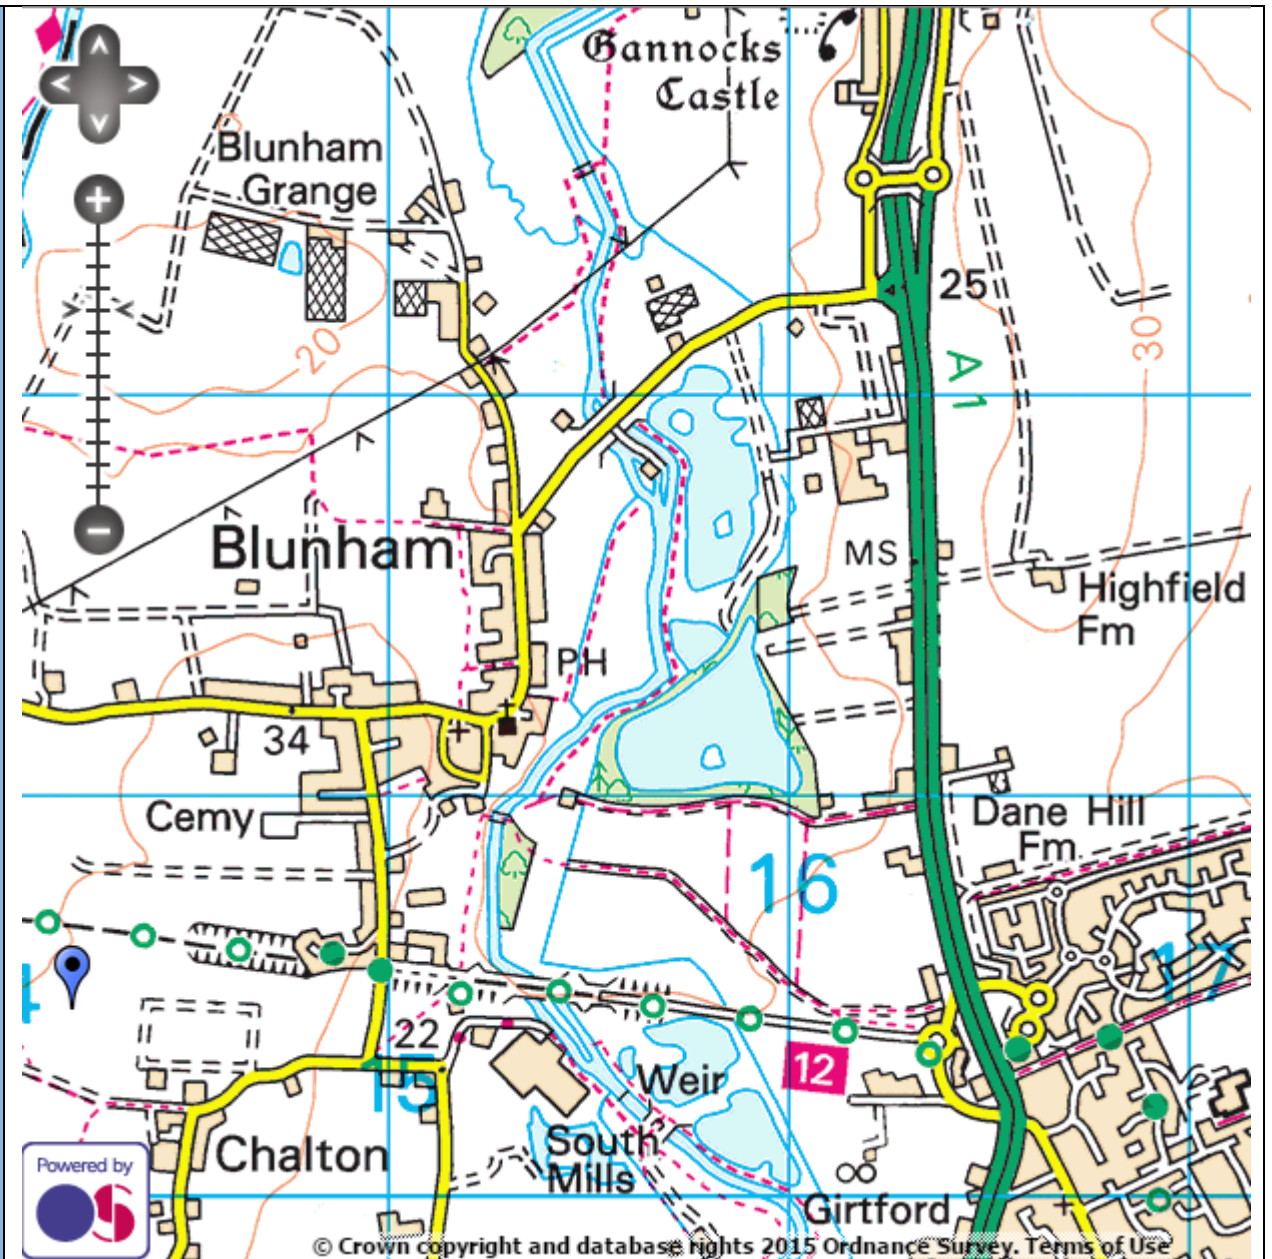 Gannocks
Castle
Blunham
Grange
25
20
30
A1
MS
Blunham
Highfield
Fm
PH
34
Cemy
Dane Hill
Fm
16
17
4
22
15
12
Weir
South
Mills
Chalton
Girtford
Powered by
OS
© Crown copyright and database rights 2015 Ordnance Survey. Terms of Use